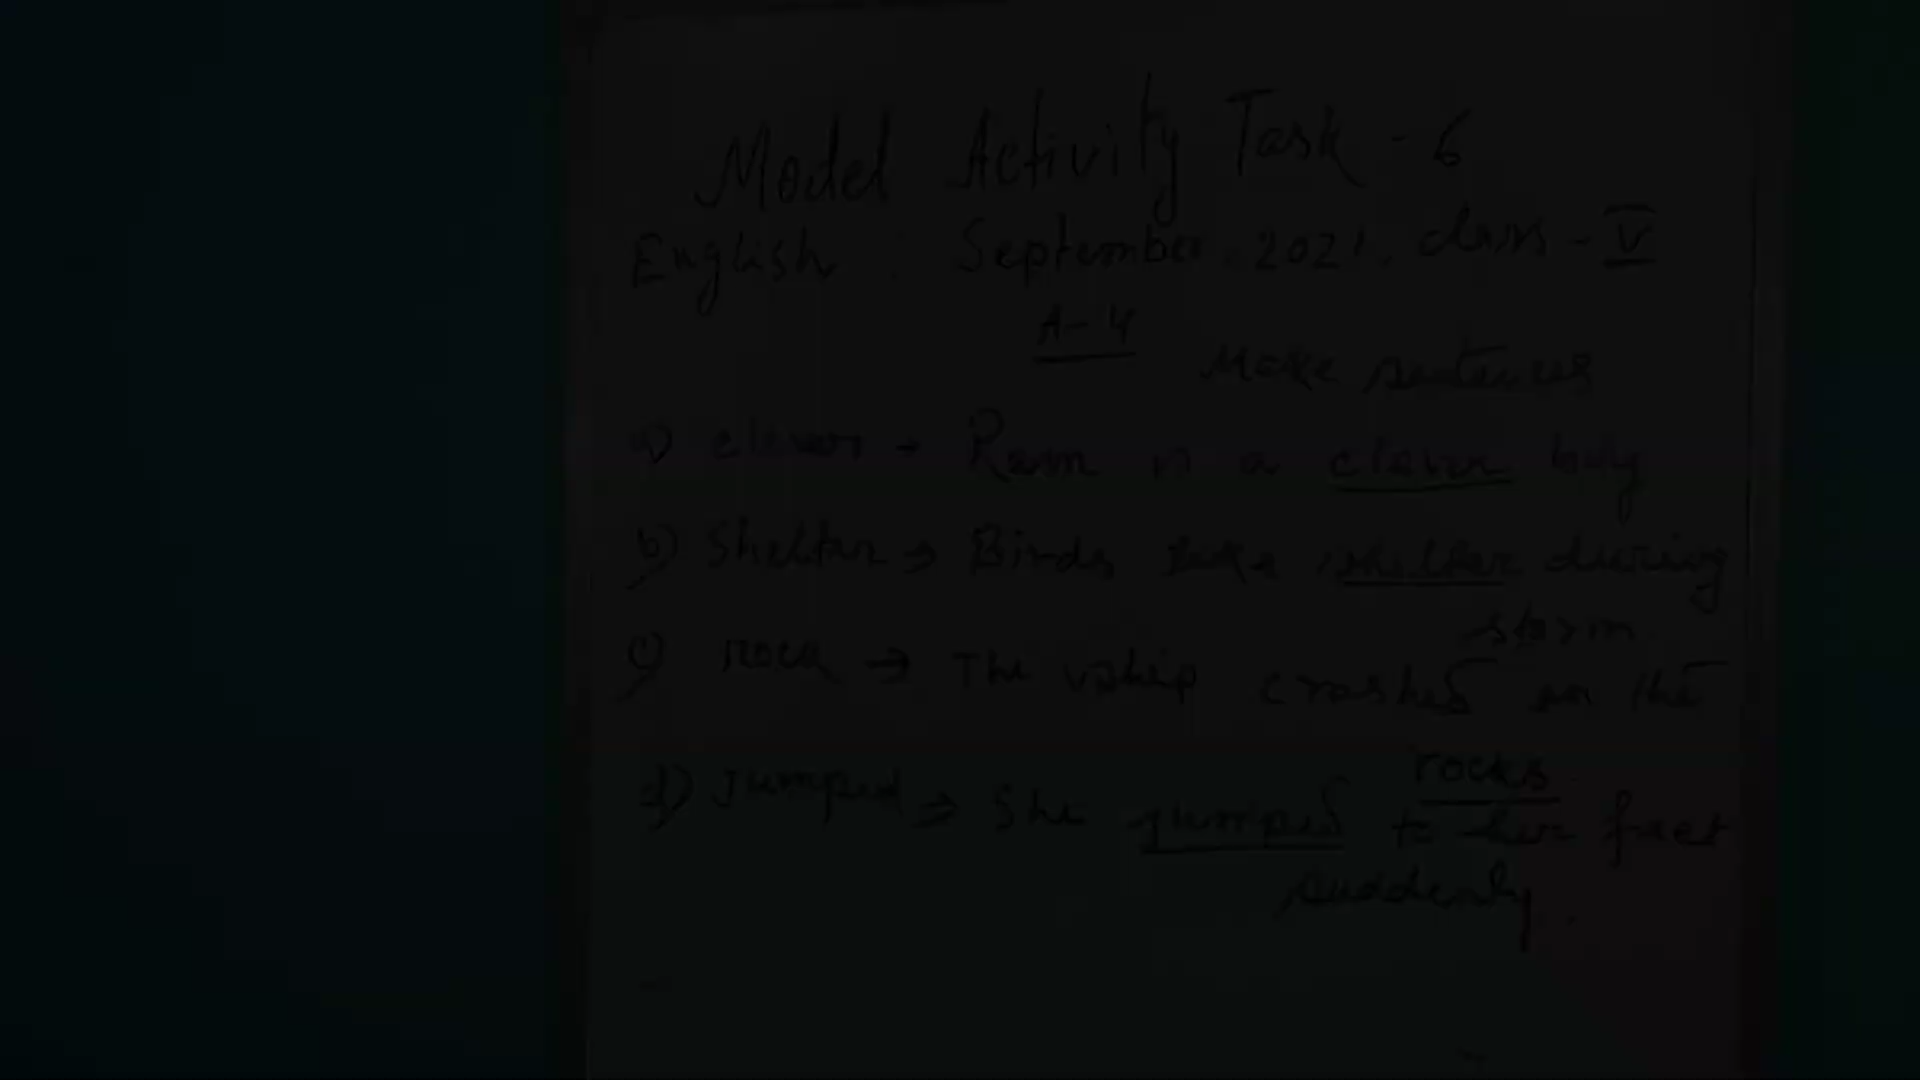 Model Activity Task - 6
English. September, 2021, class - V
A-4
Make sentences
a) clever → Ram is a clever boy
b) Shelter → Birds take shelter during
storm
c) rock → The ship crashed on the
rocks
d) Jumped → She jumped to her feet
suddenly.